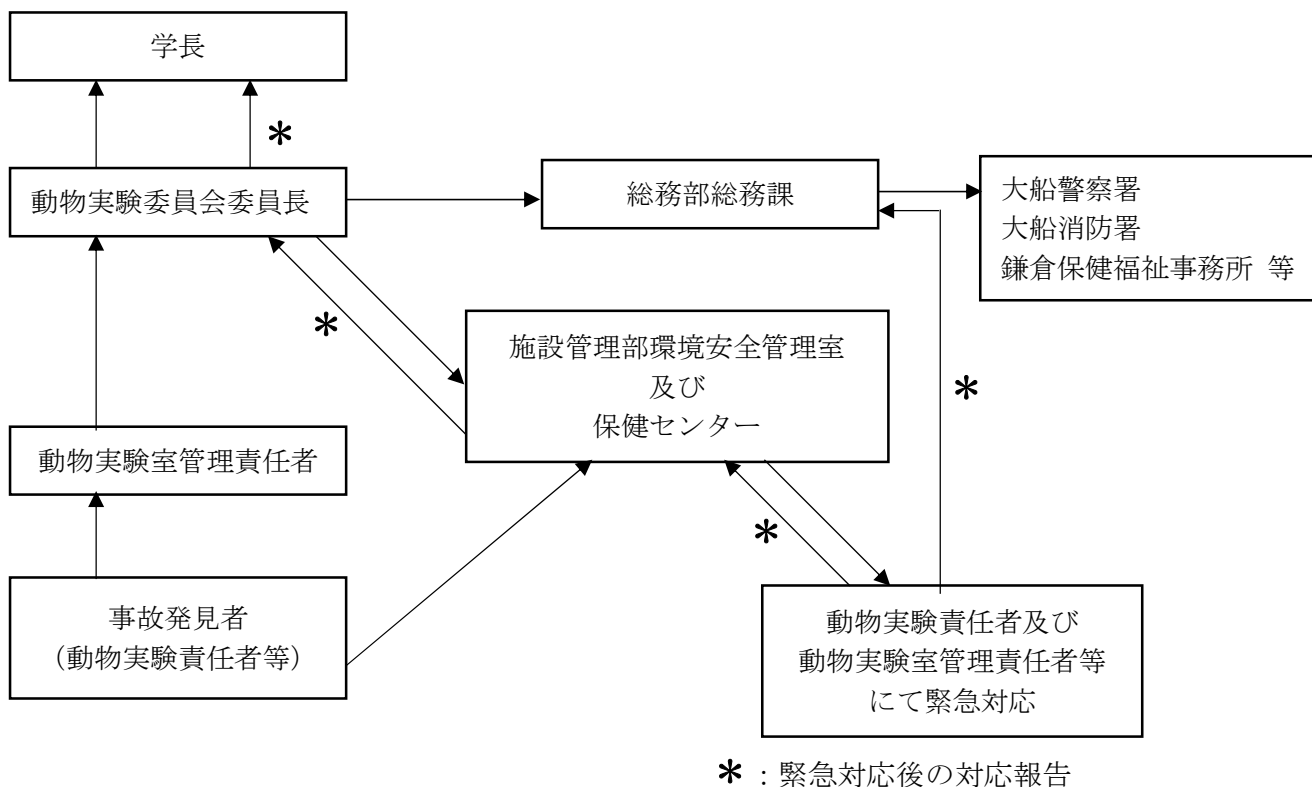 学長
*
動物実験委員会委員長
総務部総務課
大船警察署
大船消防署
鎌倉保健福祉事務所 等
*
施設管理部環境安全管理室
及び
保健センター
*
動物実験室管理責任者
*
事故発見者
（動物実験責任者等）
動物実験責任者及び
動物実験室管理責任者等
にて緊急対応
*：緊急対応後の対応報告